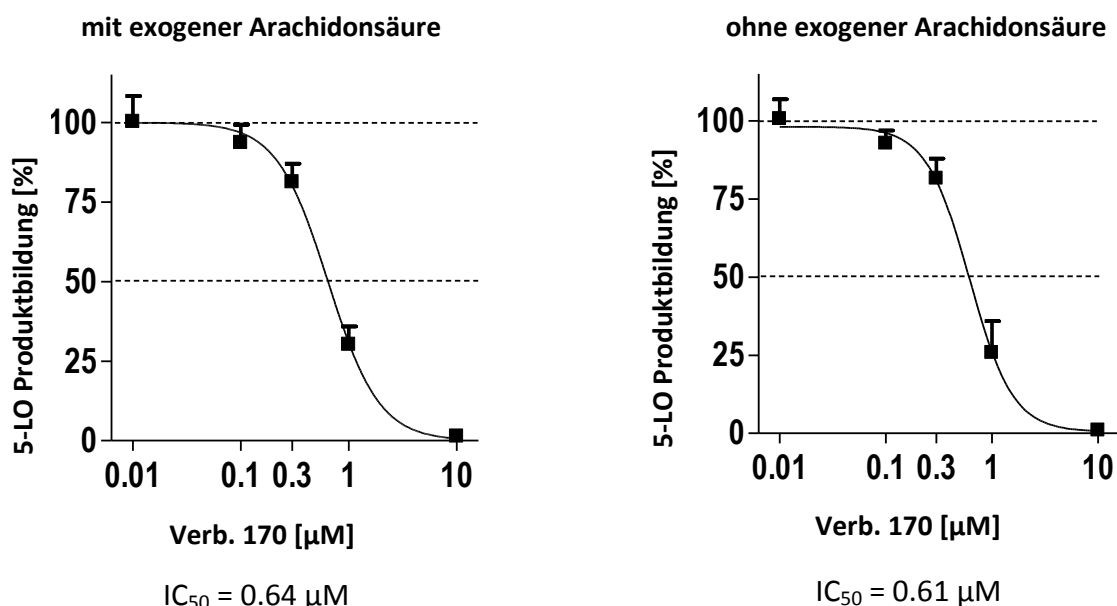 mit exogener Arachidonsäure
100
75
50
25
0
5-LO Produktbildung [%]
0.01 0.1 0.3 1 10
Verb. 170 [µM]
IC50 = 0.64 µM
ohne exogener Arachidonsäure
100
75
50
25
0
5-LO Produktbildung [%]
0.01 0.1 0.3 1 10
Verb. 170 [µM]
IC50 = 0.61 µM